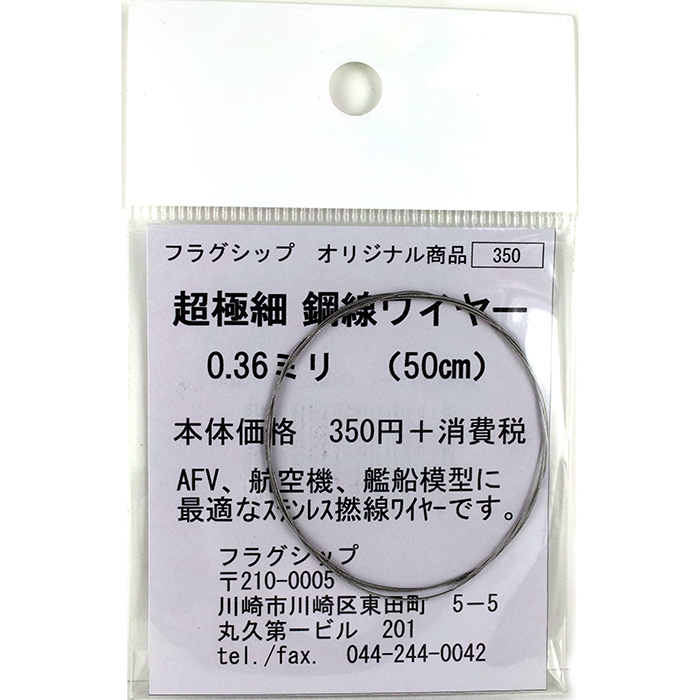 フラグシップ　オリジナル商品 350
超極細 鋼線ワイヤー
0.36ミリ　（50㎝）
本体価格　350円＋消費税
AFV、航空機、艦船模型に
最適なｽﾃﾝﾚｽ撚線ﾜｲﾔｰです。
フラグシップ
〒210-0005
川崎市川崎区東田町　5－5
丸久第一ビル　201
tel./fax.　044-244-0042